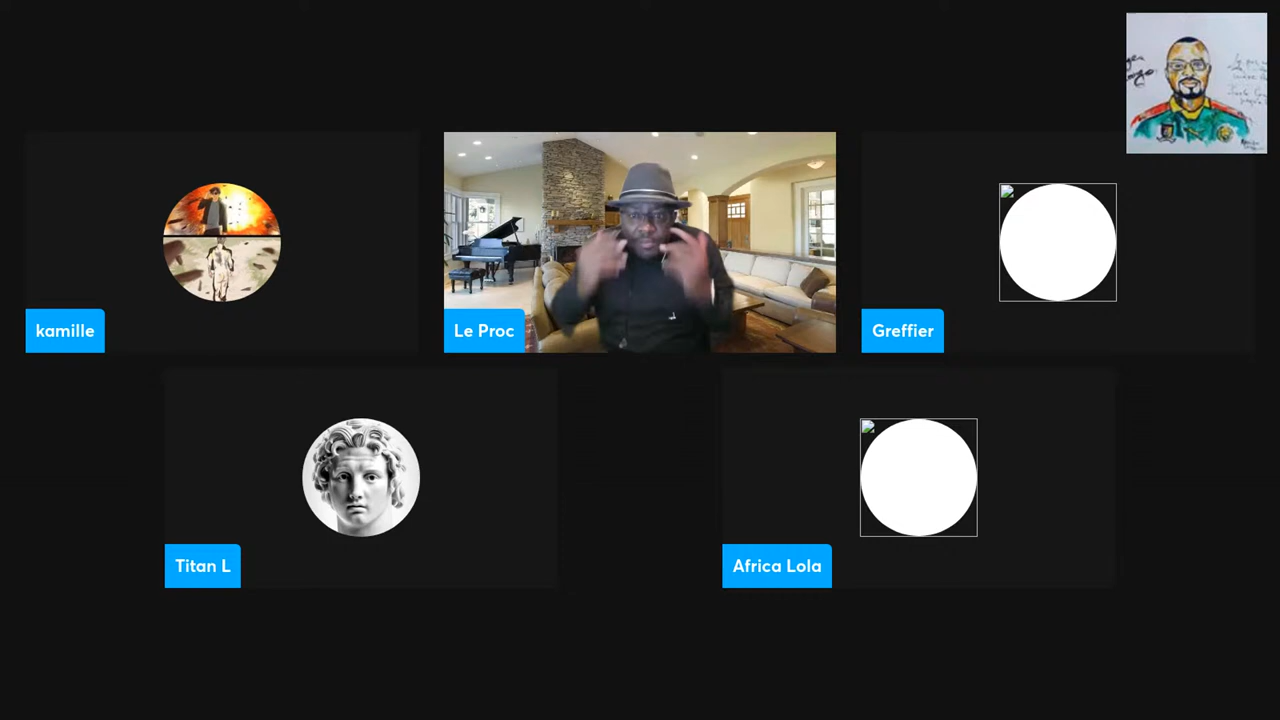 kamille
Le Proc
Greffier
Titan L
Africa Lola